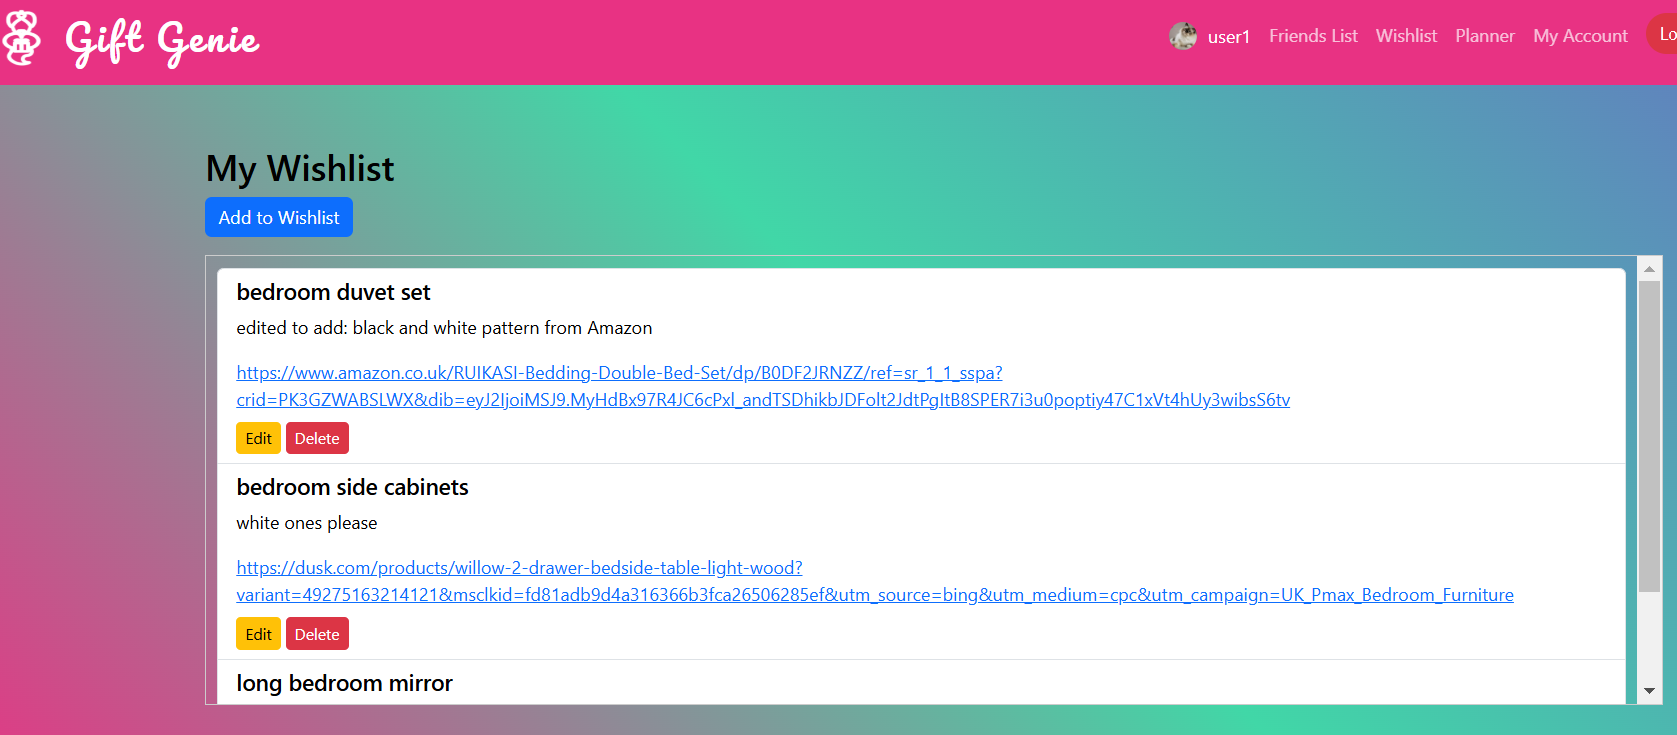 Gift Genie
user1 Friends List Wishlist Planner My Account Lo
My Wishlist
Add to Wishlist
bedroom duvet set
edited to add: black and white pattern from Amazon
https://www.amazon.co.uk/RUIKASI-Bedding-Double-Bed-Set/dp/B0DF2JRNZZ/ref=sr_1_1_sspa?
crid=PK3GZWABSLWX&dib=eyJ2IjoiMSJ9.MyHdBx97R4JC6cPxl_andTSDhikbJDFolt2JdtPgItB8SPER7i3u0poptiy47C1xVt4hUy3wibsS6tv
Edit Delete
bedroom side cabinets
white ones please
https://dusk.com/products/willow-2-drawer-bedside-table-light-wood?
variant=49275163214121&msclkid=fd81adb9d4a316366b3fca26506285ef&utm_source=bing&utm_medium=cpc&utm_campaign=UK_Pmax_Bedroom_Furniture
Edit Delete
long bedroom mirror